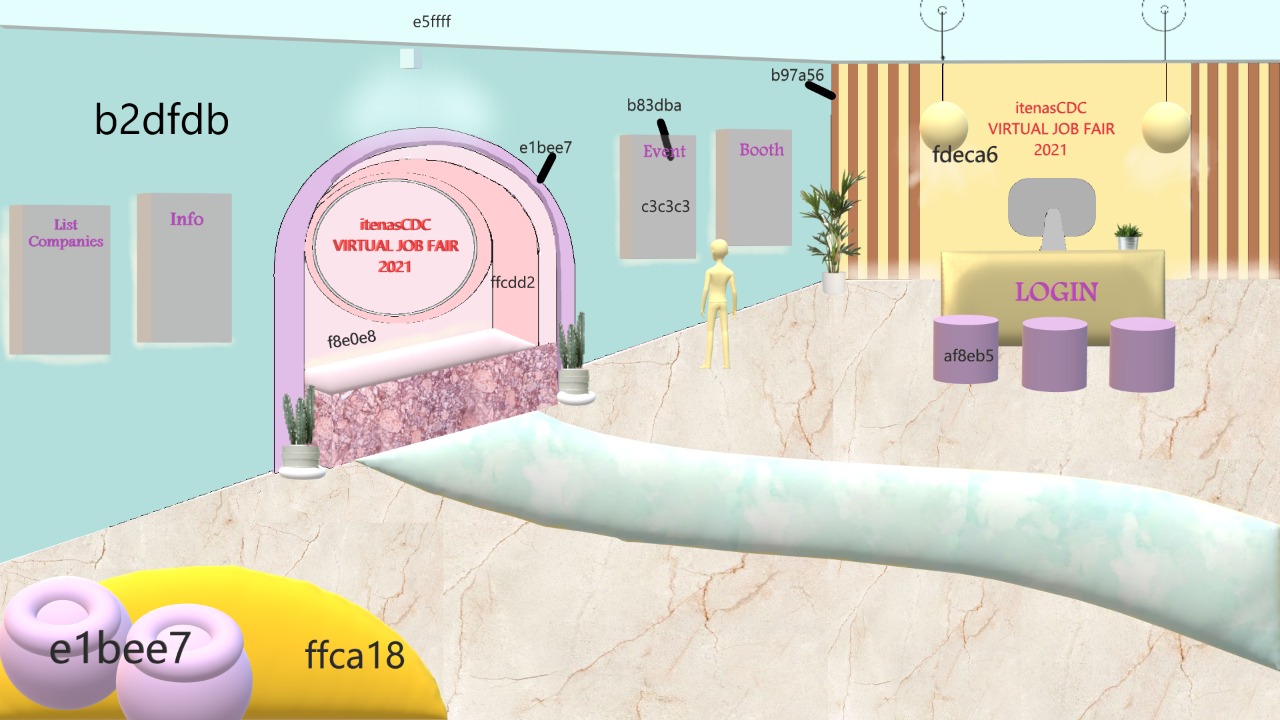 e5ffff
b2dfdb
b97a56
b83dba
e1bee7
Event
Booth
c3c3c3
itenasCDC
VIRTUAL JOB FAIR
2021
fdeca6
List
Companies
Info
itenasCDC
VIRTUAL JOB FAIR
2021
ffcdd2
f8e0e8
LOGIN
af8eb5
e1bee7
ffca18